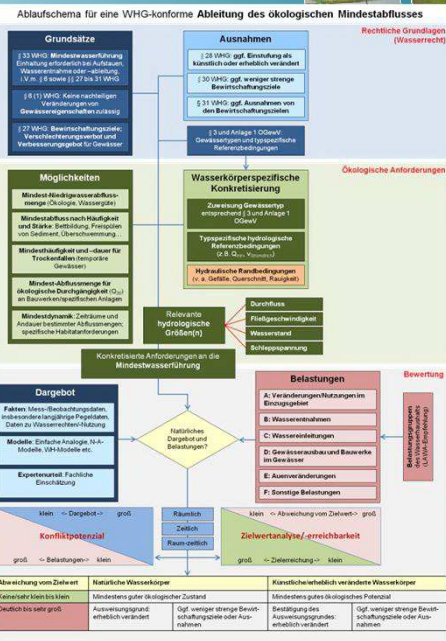 Ablaufschema für eine WHG-konforme Ableitung des ökologischen Mindestabflusses
Rechtliche Grundlagen
(Wasserrecht)
Grundsätze
§ 33 WHG: Mindestwasserführung
Einhaltung erforderlich bei Aufstauen,
Wasserentnahme oder -ableitung,
i.V.m. § 6 sowie § 27 bis 31 WHG
§ 6 (1) WHG: Keine nachteiligen
Veränderungen von
Gewässereigenschaften zulässig
§ 27 WHG: Bewirtschaftungsziele;
Verschlechterungsverbot und
Verbesserungsgebot für Gewässer
Ausnahmen
§ 28 WHG: ggf. Einstufung als
künstlich oder erheblich verändert
§ 30 WHG: ggf. weniger strenge
Bewirtschaftungsziele
§ 31 WHG: ggf. Ausnahmen von
den Bewirtschaftungszielen
§ 3 und Anlage 1 OGewV:
Gewässertypen und typspezifische
Referenzbedingungen
Ökologische Anforderungen
Möglichkeiten
Mindest-Niedrigwasserabfluss-
menge (Ökologie, Wassergüte)
Mindestabfluss nach Häufigkeit
und Stärke: Bettbildung, Freispülen
von Sediment, Überschwemmung...
Mindesthäufigkeit und -dauer für
Trockenfallen (temporäre
Gewässer)
Mindest-Abflussmenge für
ökologische Durchgängigkeit
an Bauwerken/spezifischen Anlagen
Mindestdynamik: Zeiträume und
Andauer bestimmter Abflussmengen;
spezifische Habitatanforderungen
Wasserkörperspezifische
Konkretisierung
Zuweisung Gewässertyp
entsprechend § 3 und Anlage 1
OGewV
Typspezifische hydrologische
Referenzbedingungen
(z.B.
Hydraulische Randbedingungen
(v. a. Gefälle, Querschnitt, Rauigkeit)
Relevante
hydrologische
Größe(n)
Durchfluss
Fließgeschwindigkeit
Wasserstand
Schleppspannung
Konkretisierte Anforderungen an die
Mindestwasserführung
Bewertung
Dargebot
Fakten: Mess-/Beobachtungsdaten,
insbesondere langjährige Pegeldaten,
Daten zu Wasserrechten/-Nutzung
Modelle: Einfache Analogie, N-A-
Modelle, WH-Modelle etc.
Expertenurteil: Fachliche
Einschätzung
Natürliches
Dargebot und
Belastungen?
Belastungen
A: Veränderungen/Nutzungen im
Einzugsgebiet
B: Wasserentnahmen
C: Wassereinleitungen
D: Gewässerausbau und Bauwerke
im Gewässer
E: Auenveränderungen
F: Sonstige Belastungen
Belastungsgruppen
des Wasserhaushalts
(LAWA-Empfehlung)
klein <- Dargebot-> groß
Konfliktpotenzial
groß <-Belastungen-> klein
Räumlich
Zeitlich
Raum-zeitlich
klein <- Abweichung vom Zielwert-> groß
Zielwertanalyse/-erreichbarkeit
groß <- Zielerreichung-> klein
Abweichung vom Zielwert Natürliche Wasserkörper Künstliche/erheblich veränderte Wasserkörper
Keine/sehr klein bis klein Mindestens guter ökologischer Zustand Mindestens gutes ökologisches Potenzial
Deutlich bis sehr groß
Ausweisungsgrund:
erheblich verändert
Ggf. weniger strenge Bewirt-
schaftungsziele oder Aus-
nahmen
Bestätigung des
Ausweisungsgrundes:
erheblich verändert
Ggf. weniger strenge Bewirt-
schaftungsziele oder Aus-
nahmen